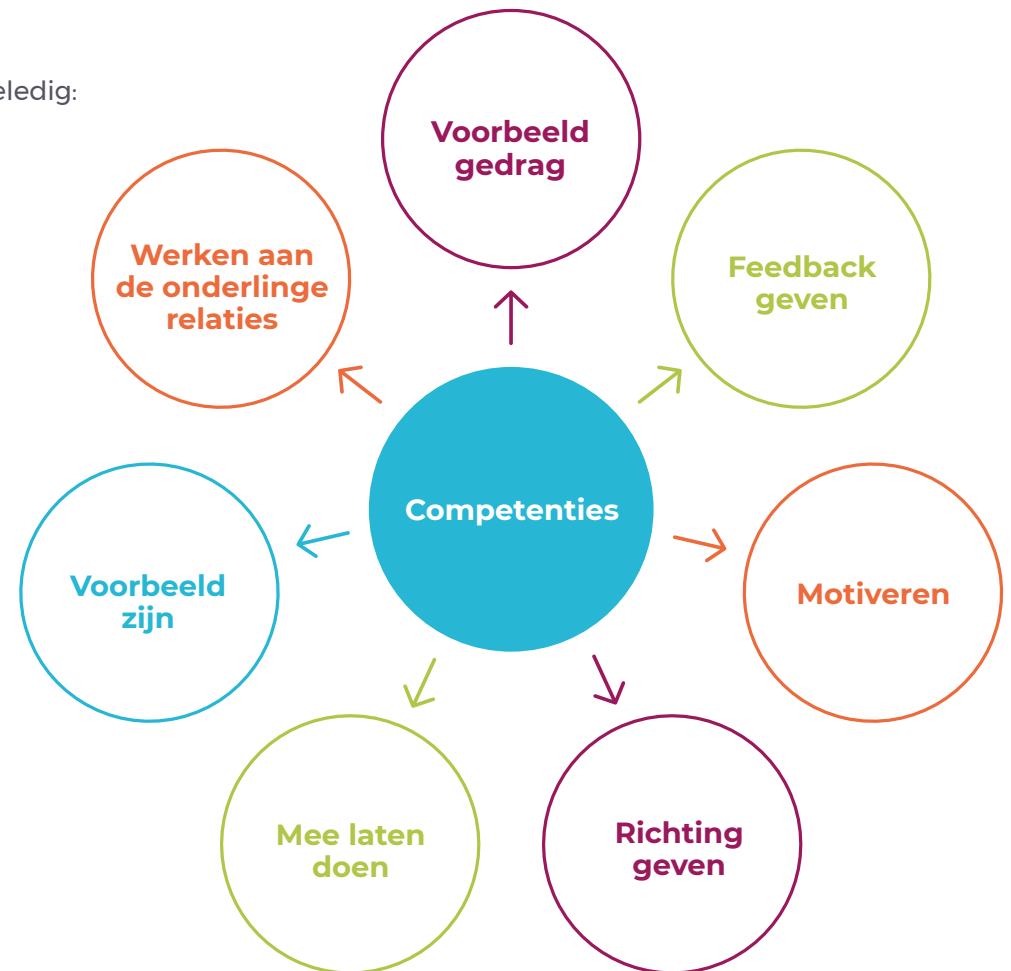 eledig:
Voorbeeld
gedrag
Feedback
geven
Motiveren
Richting
geven
Mee laten
doen
Voorbeeld
zijn
Werken aan
de onderlinge
relaties
Competenties